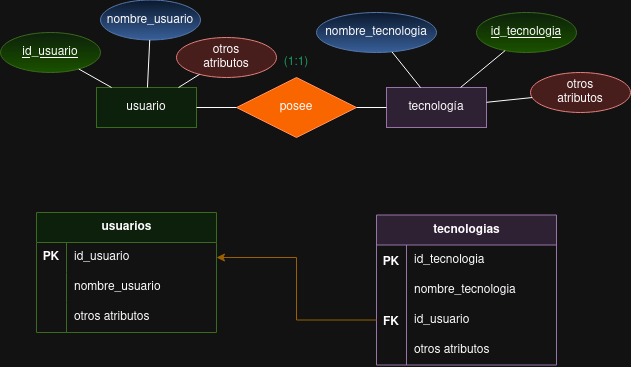 nombre_usuario
id_usuario
otros
atributos
usuario
(1:1)
posee
nombre_tecnologia
id_tecnologia
otros
atributos
tecnología
usuarios
PK id_usuario
nombre_usuario
otros atributos
tecnologias
PK id_tecnologia
nombre_tecnologia
FK id_usuario
otros atributos